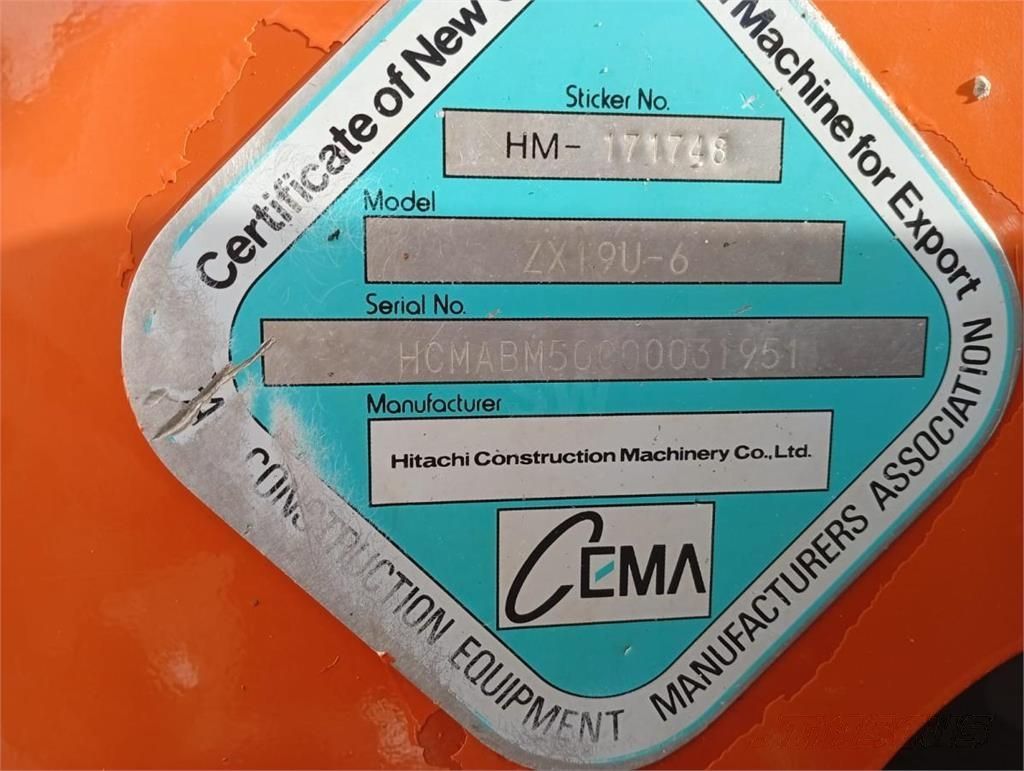 Certificate of New
Machine for Export
Sticker No.
HM- 171748
Model
ZX19U-6
Serial No.
Manufacturer
Hitachi Construction Machinery Co., Ltd.
CEMA
CONSTRUCTION EQUIPMENT MANUFACTURERS ASSOCIATION